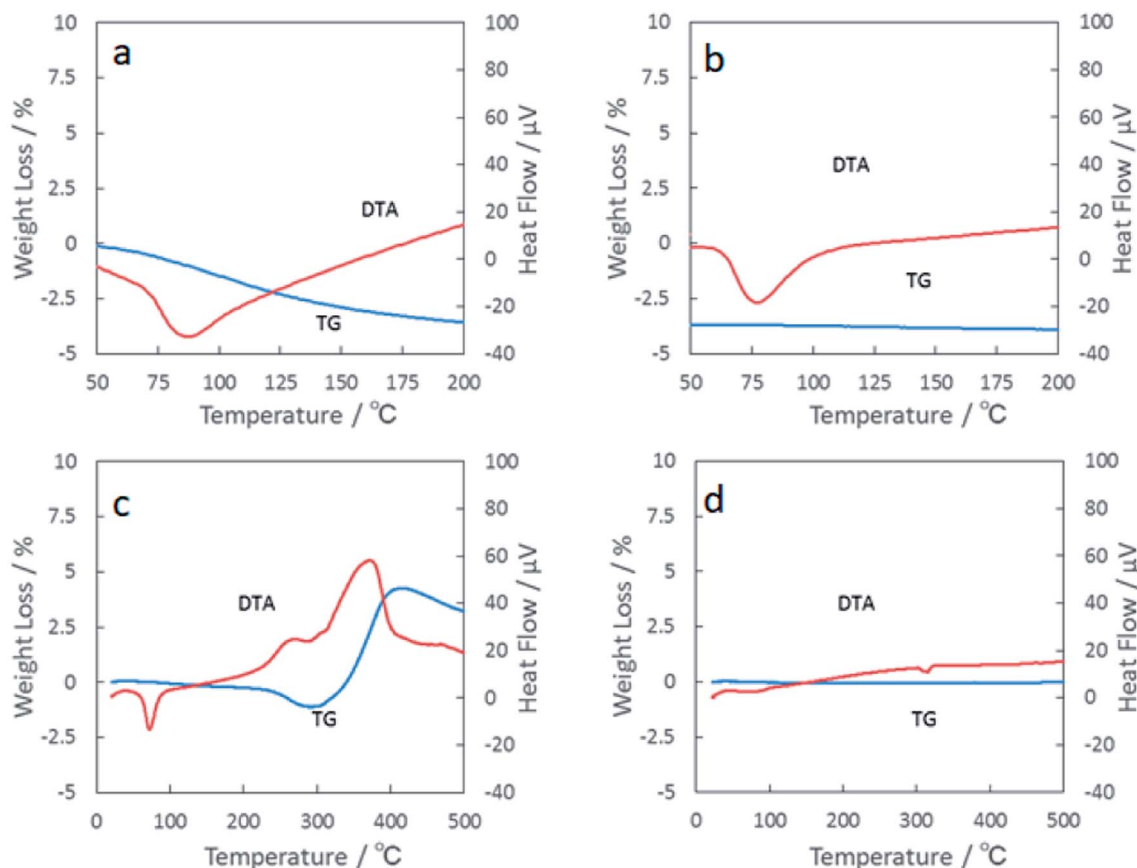 a
10
7.5
5
2.5
0
-2.5
-5
Weight Loss / %
100
80
60
40
20
0
-20
-40
Heat Flow / µV
DTA
TG
50 75 100 125 150 175 200
Temperature / °C
b
10
7.5
5
2.5
0
-2.5
-5
Weight Loss / %
100
80
60
40
20
0
-20
-40
Heat Flow / µV
DTA
TG
50 75 100 125 150 175 200
Temperature / °C
c
10
7.5
5
2.5
0
-2.5
-5
Weight Loss / %
100
80
60
40
20
0
-20
-40
Heat Flow / µV
DTA
TG
0 100 200 300 400 500
Temperature / °C
d
10
7.5
5
2.5
0
-2.5
-5
Weight Loss / %
100
80
60
40
20
0
-20
-40
Heat Flow / µV
DTA
TG
0 100 200 300 400 500
Temperature / °C